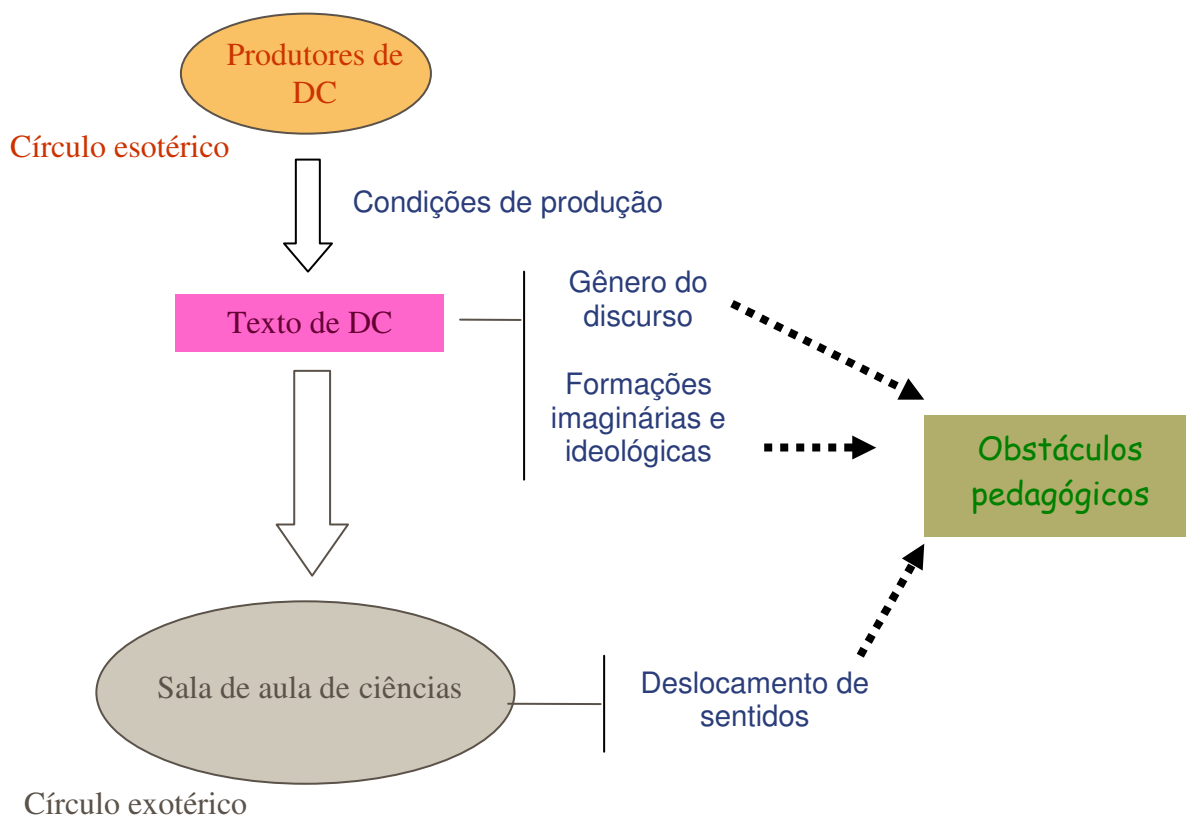 Produtores de
DC
Círculo esotérico
Condições de produção
Gênero do
discurso
Texto de DC
Formações
imaginárias e
ideológicas
Obstáculos
pedagógicos
Sala de aula de ciências
Deslocamento de
sentidos
Círculo exotérico